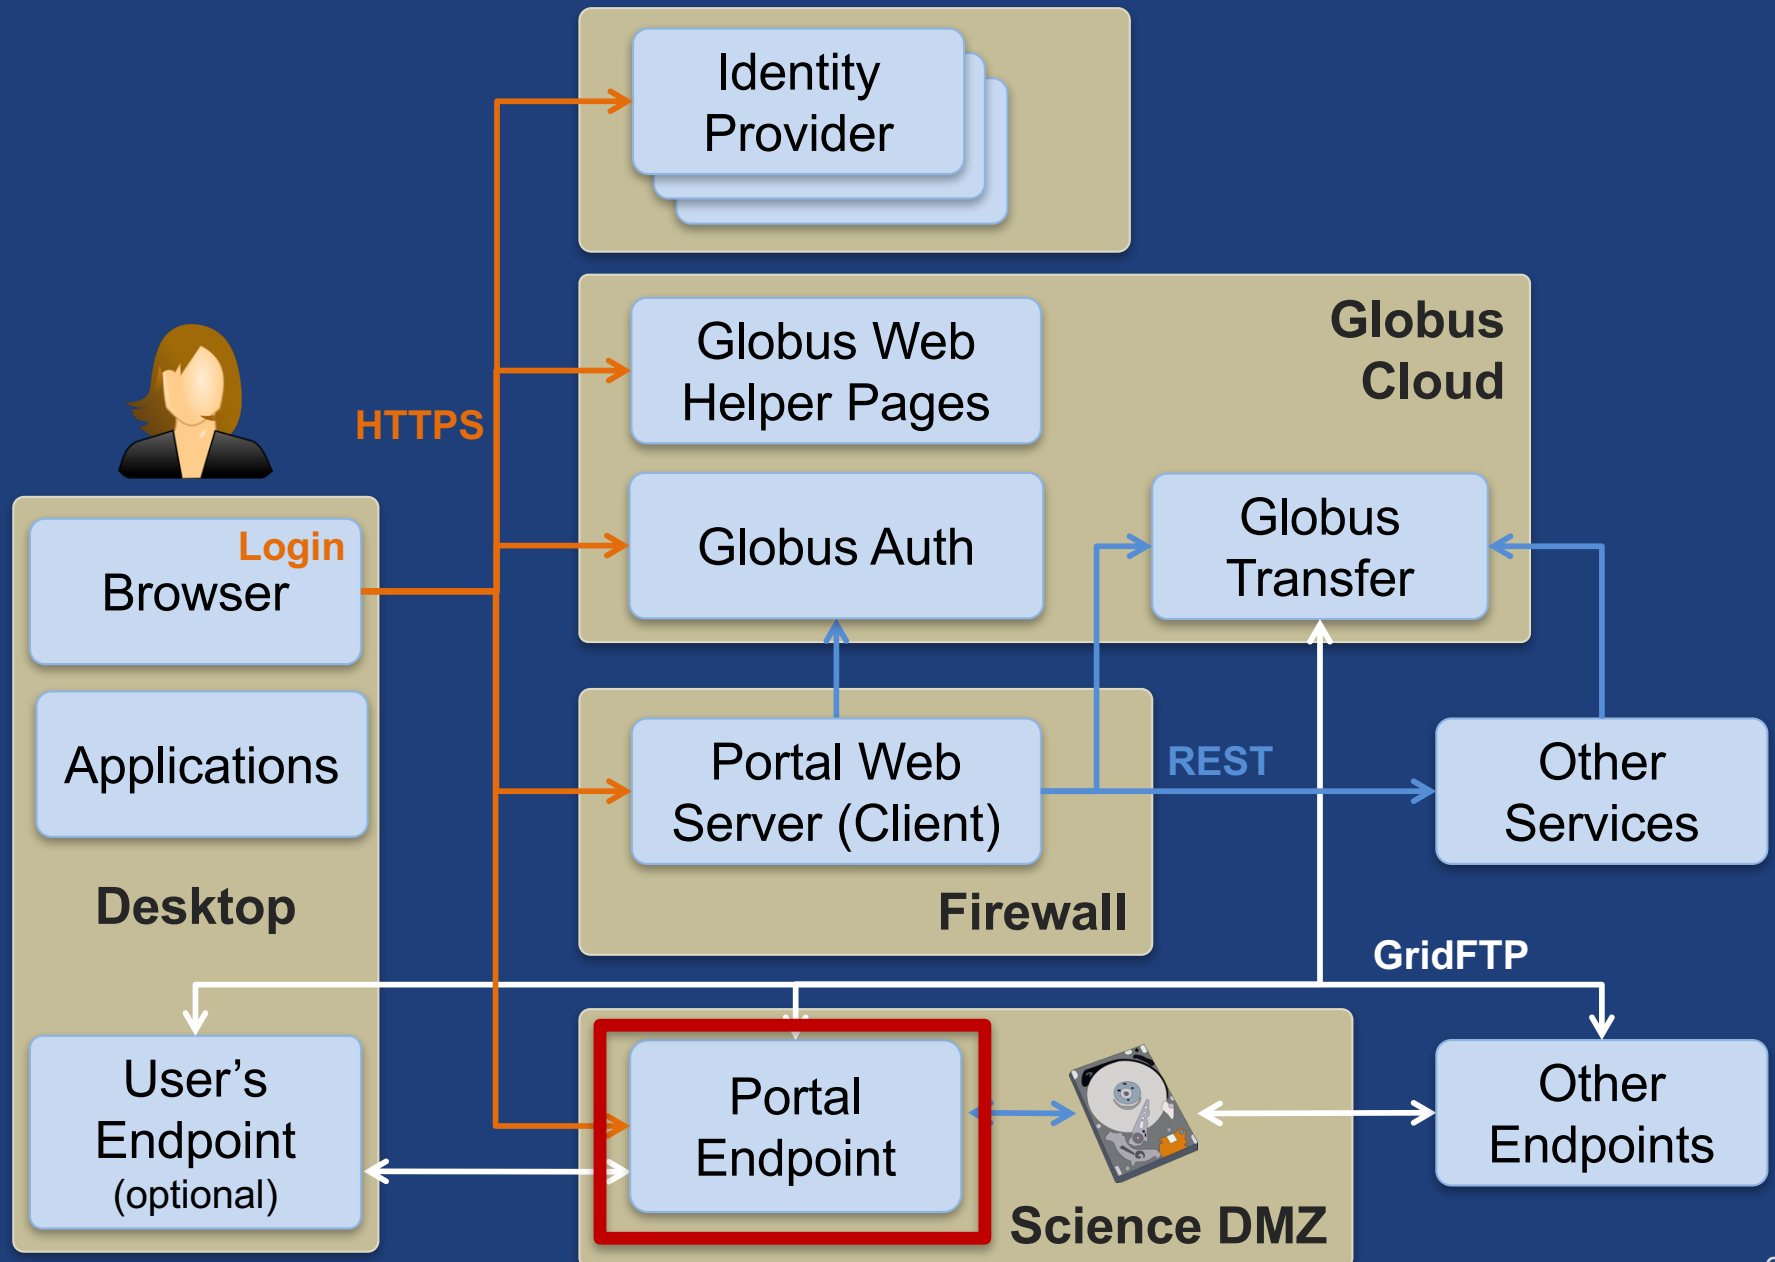 Identity
Provider
Globus
Cloud
Globus Web
Helper Pages
HTTPS
Globus Auth
Globus
Transfer
Login
Browser
Applications
Desktop
Portal Web
Server (Client)
Firewall
REST
Other
Services
GridFTP
User’s
Endpoint
(optional)
Portal
Endpoint
Science DMZ
Other
Endpoints